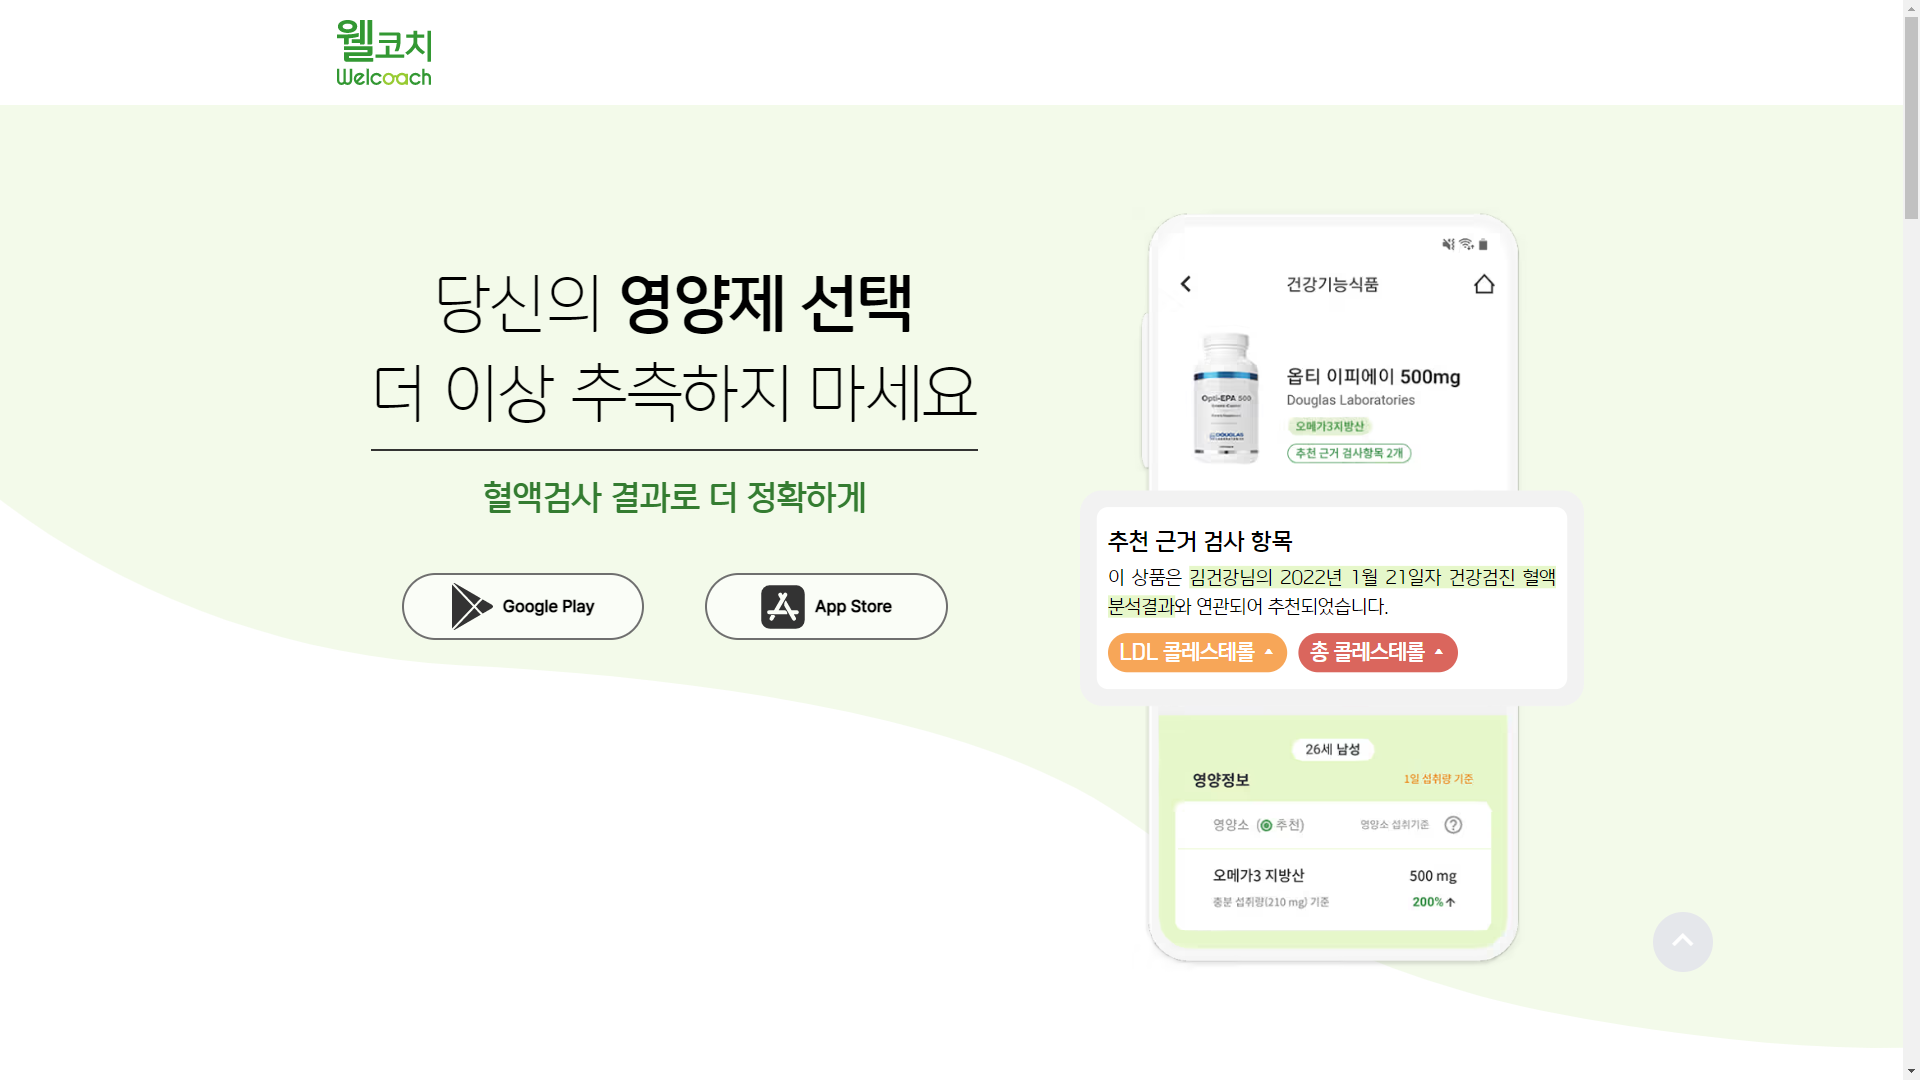 웰코치
Welcoach
당신의 영양제 선택
더 이상 추측하지 마세요
혈액검사 결과로 더 정확하게
Google Play
App Store
건강기능식품
Opti-EPA 500
DOUGLAS
LABORATORIES
옵티 이피에이 500mg
Douglas Laboratories
오메가3지방산
추천 근거 검사항목 2개
추천 근거 검사 항목
이 상품은 김건강님의 2022년 1월 21일자 건강검진 혈액
분석결과와 연관되어 추천되었습니다.
LDL 콜레스테롤
총 콜레스테롤
26세 남성
영양정보
1일 섭취량 기준
영양소 (추천)
영양소 섭취기준
오메가3 지방산
500 mg
충분 섭취량(210 mg) 기준
200%↑